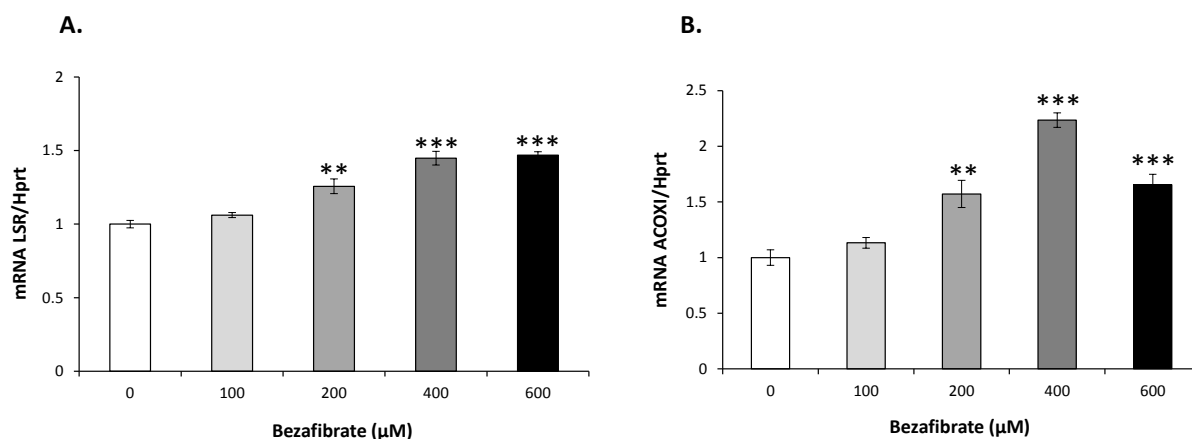 A.
mRNA LSR/Hprt
2
1.5
1
0.5
0
**
***
***
0 100 200 400 600
Bezafibrate (µM)
B.
mRNA ACOXI/Hprt
2.5
2
1.5
1
0.5
0
**
***
***
0 100 200 400 600
Bezafibrate (µM)